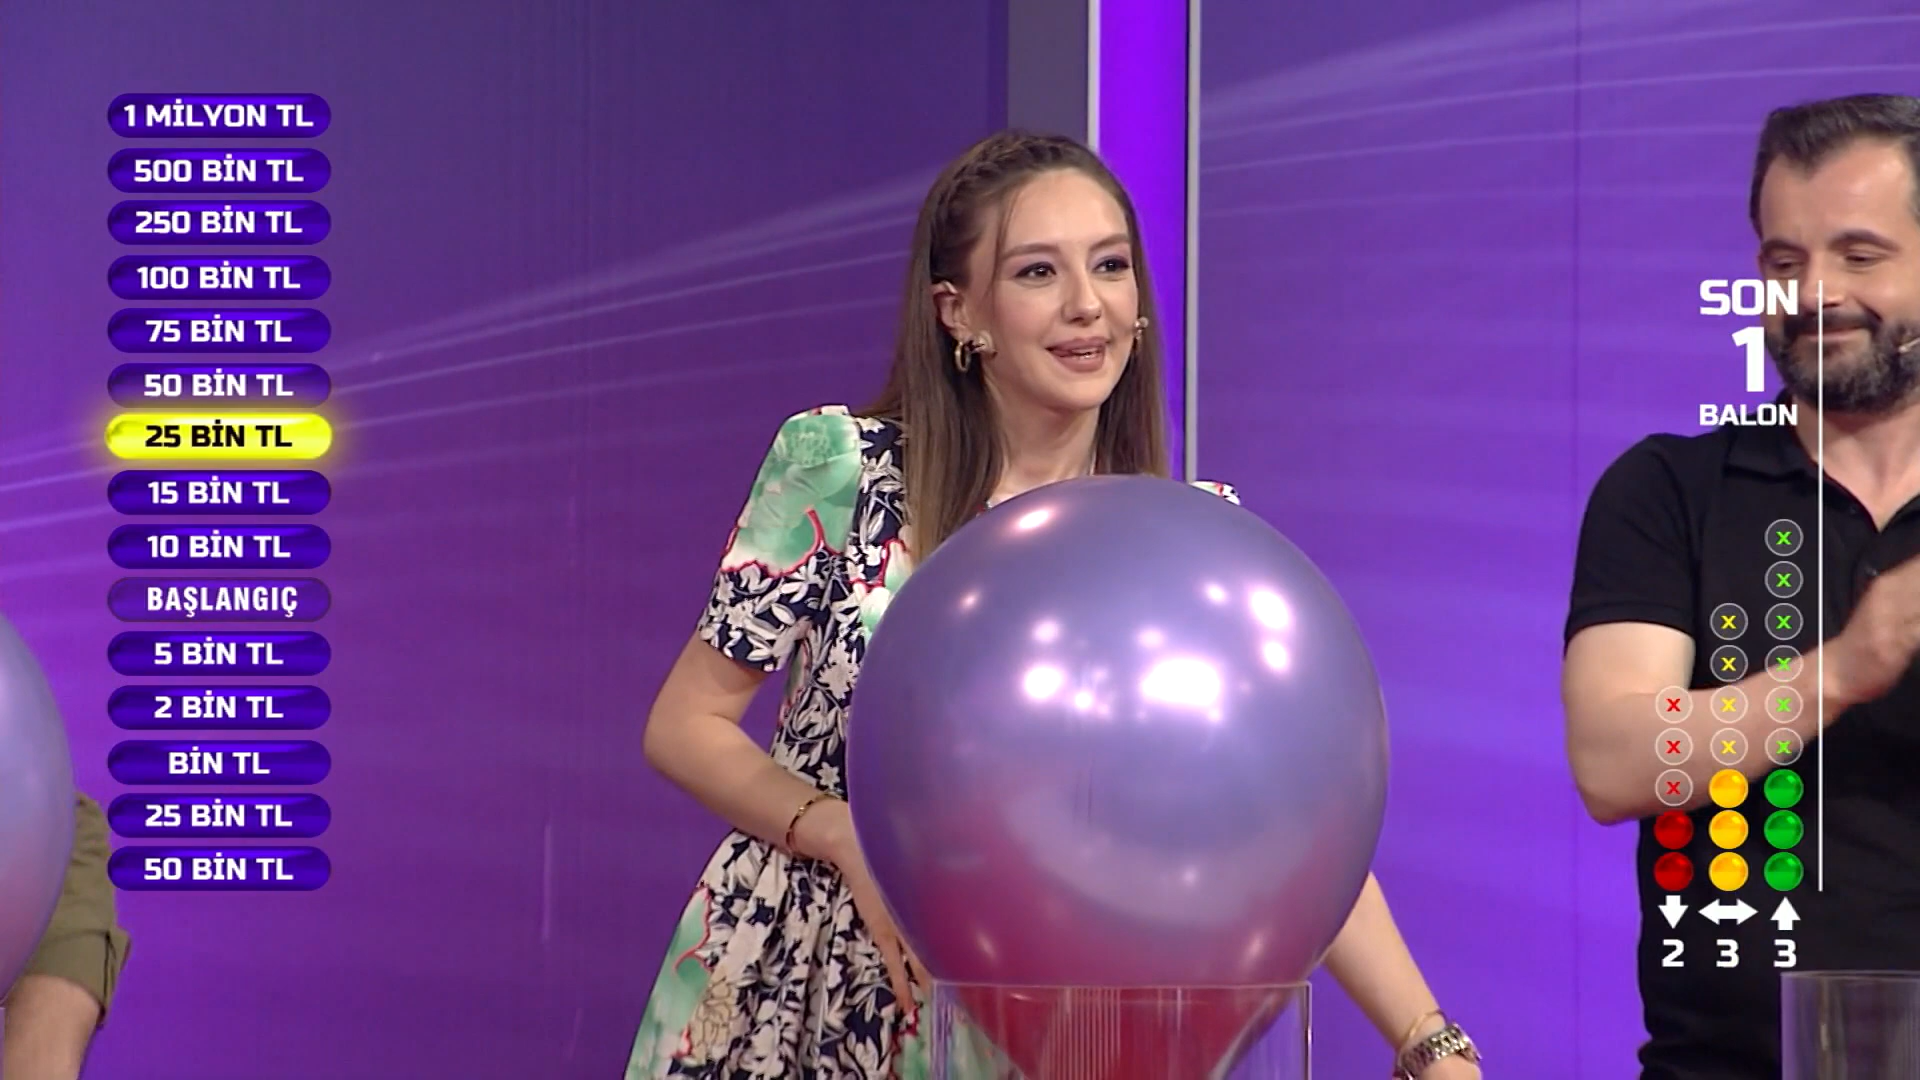 1 MİLYON TL
500 BİN TL
250 BİN TL
100 BİN TL
75 BİN TL
50 BİN TL
25 BİN TL
15 BİN TL
10 BİN TL
BAŞLANGIÇ
5 BİN TL
2 BİN TL
BİN TL
25 BİN TL
50 BİN TL
SON
1
BALON
X
X
X X
X X
X X X
X X X
X
2 3 3